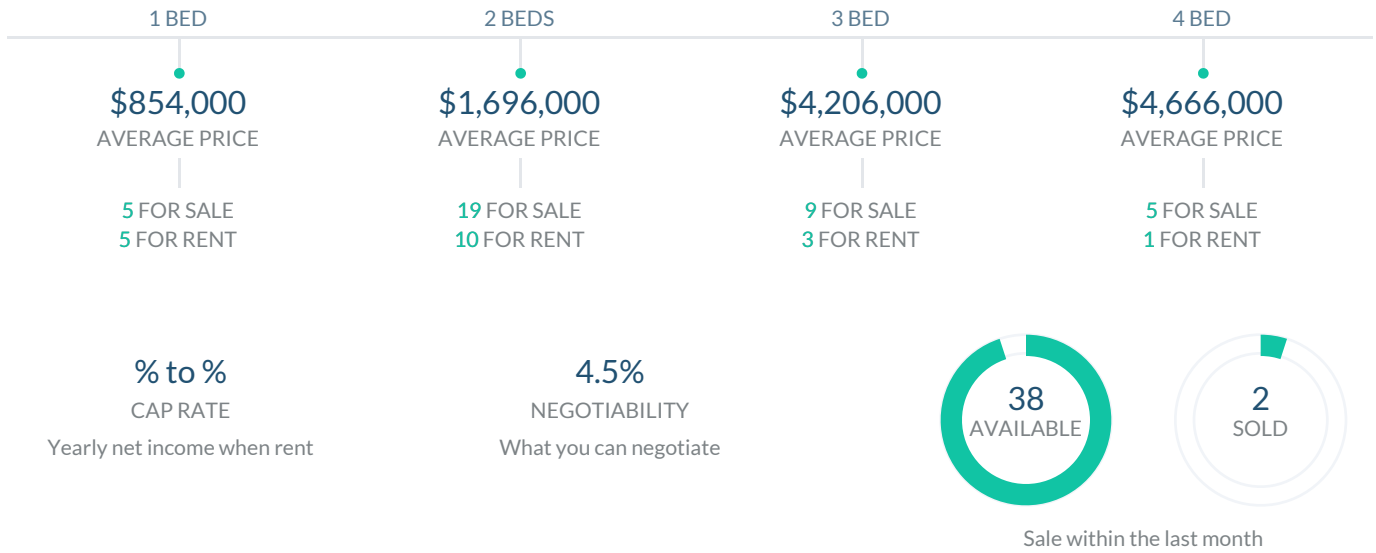 1 BED
2 BEDS
3 BED
4 BED
$854,000
$1,696,000
$4,206,000
$4,666,000
AVERAGE PRICE
AVERAGE PRICE
AVERAGE PRICE
AVERAGE PRICE
5 FOR SALE
19 FOR SALE
9 FOR SALE
5 FOR SALE
5 FOR RENT
10 FOR RENT
3 FOR RENT
1 FOR RENT
% to %
CAP RATE
Yearly net income when rent
4.5%
NEGOTIABILITY
What you can negotiate
38
AVAILABLE
2
SOLD
Sale within the last month